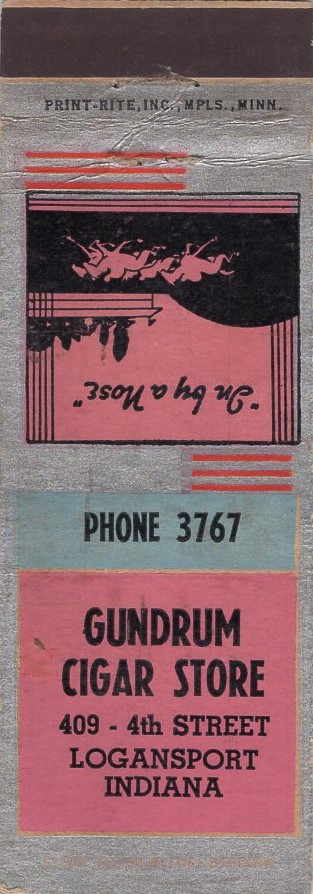 PRINT-RITE, INC., MPLS., MINN.
"In by a Nose"
PHONE 3767
GUNDRUM
CIGAR STORE
409 - 4th STREET
LOGANSPORT
INDIANA